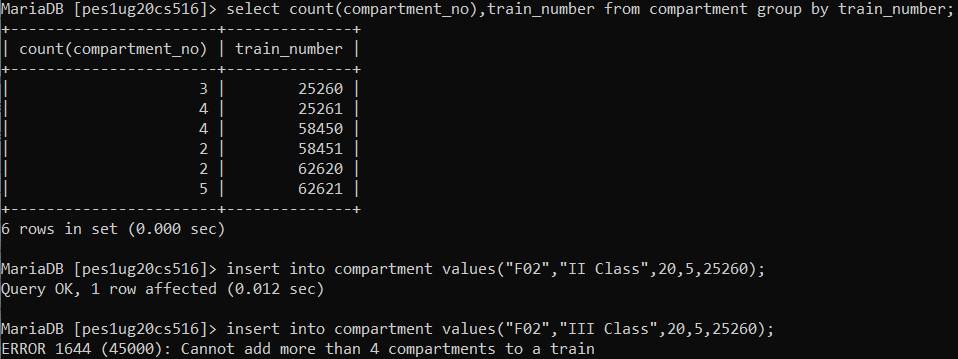 MariaDB [pes1ug20cs516]> select count(compartment_no),train_number from compartment group by train_number;
+-----------------------+--------------+
| count(compartment_no) | train_number |
+-----------------------+--------------+
|                     3 |        25260 |
|                     4 |        25261 |
|                     4 |        58450 |
|                     2 |        58451 |
|                     2 |        62620 |
|                     5 |        62621 |
+-----------------------+--------------+
6 rows in set (0.000 sec)
MariaDB [pes1ug20cs516]> insert into compartment values("F02","II Class",20,5,25260);
Query OK, 1 row affected (0.012 sec)
MariaDB [pes1ug20cs516]> insert into compartment values("F02","III Class",20,5,25260);
ERROR 1644 (45000): Cannot add more than 4 compartments to a train